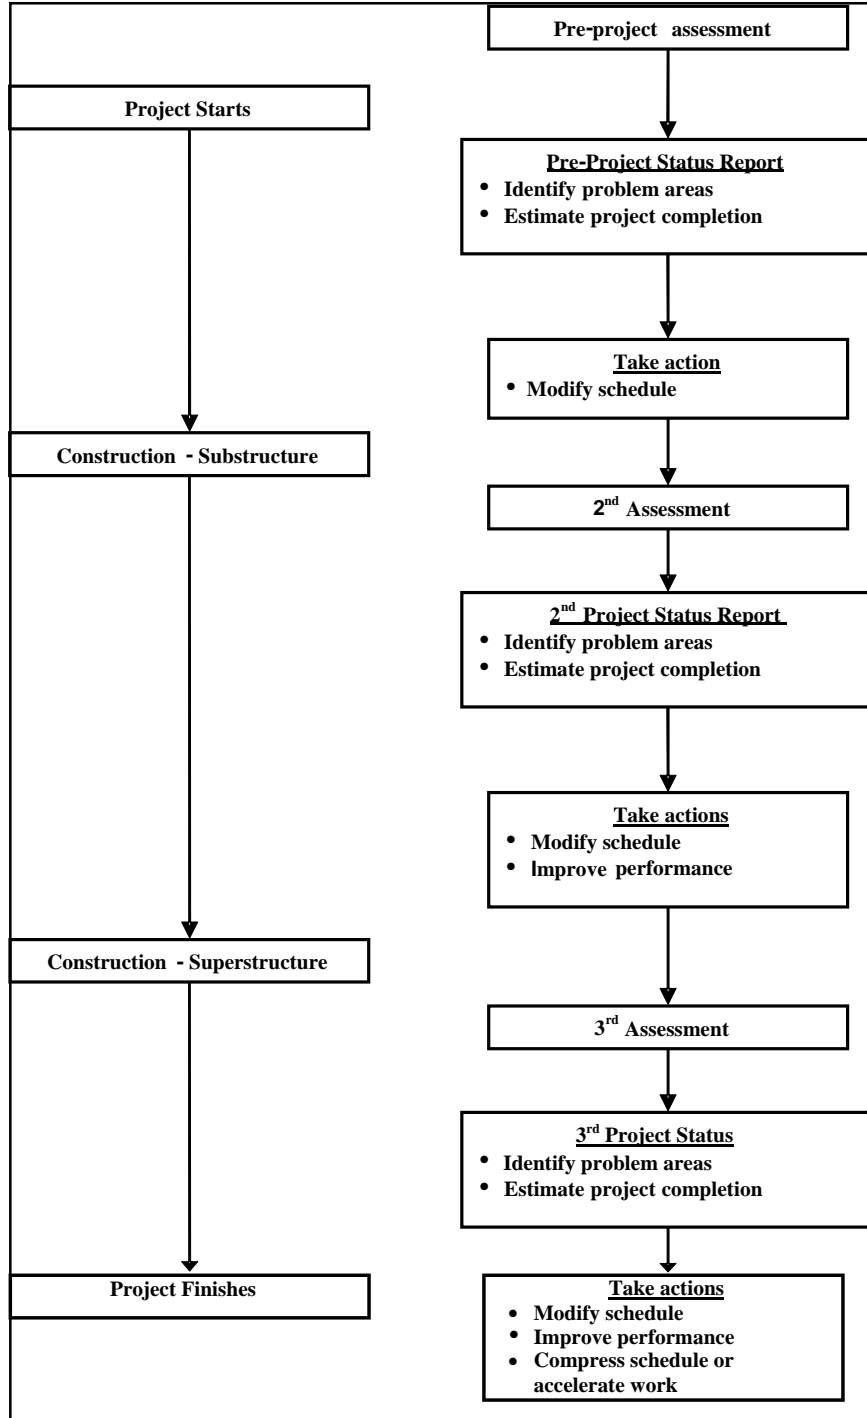 Pre-project assessment
Project Starts
Pre-Project Status Report
• Identify problem areas
• Estimate project completion
Take action
• Modify schedule
Construction - Substructure
2nd Assessment
2nd Project Status Report
• Identify problem areas
• Estimate project completion
Take actions
• Modify schedule
• Improve performance
Construction - Superstructure
3rd Assessment
3rd Project Status
• Identify problem areas
• Estimate project completion
Project Finishes
Take actions
• Modify schedule
• Improve performance
• Compress schedule or
accelerate work